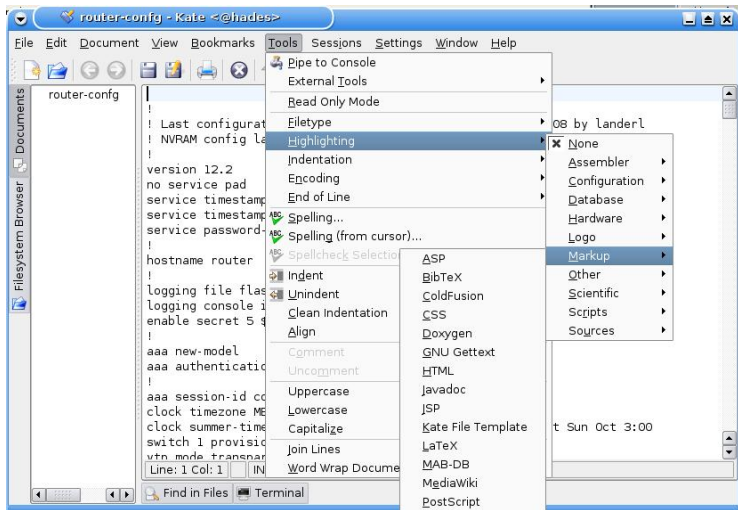 router-confg - Kate <@hades>
File Edit Document View Bookmarks Tools Sessions Settings Window Help
Documents
Filesystem Browser
router-confg
!
! Last configurat 08 by landerl
! NVRAM config la
!
version 12.2
no service pad
service timestamp
service timestamp
service password-
!
hostname router
!
logging file flas
logging console i
enable secret 5 $
!
aaa new-model
aaa authenticatio
!
aaa session-id co
clock timezone ME
clock summer-time t Sun Oct 3:00
switch 1 provisio
vtp mode transpar
Line: 1 Col: 1 IN
Find in Files Terminal
Pipe to Console
External Tools
Read Only Mode
Filetype
Highlighting
Indentation
Encoding
End of Line
Spelling...
Spelling (from cursor)...
Spellcheck Selection
Indent
Unindent
Clean Indentation
Align
Comment
Uncomment
Uppercase
Lowercase
Capitalize
Join Lines
Word Wrap Docume
None
Assembler
Configuration
Database
Hardware
Logo
Markup
Other
Scientific
Scripts
Sources
ASP
BibTeX
ColdFusion
CSS
Doxygen
GNU Gettext
HTML
Javadoc
JSP
Kate File Template
LaTeX
MAB-DB
MediaWiki
PostScript